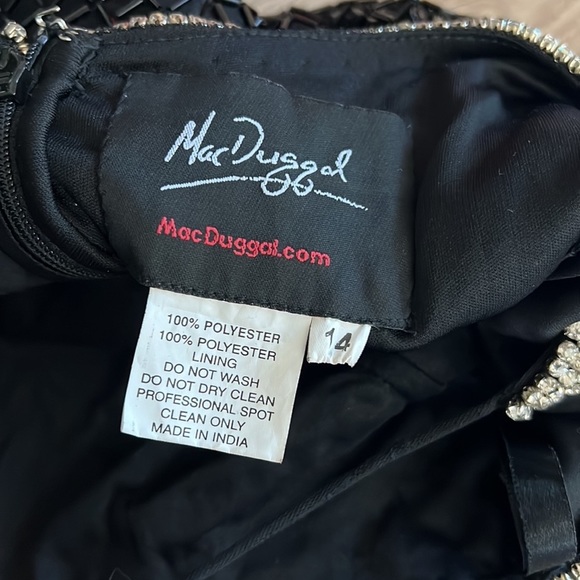 Mac Duggal
MacDuggal.com
100% POLYESTER
100% POLYESTER
LINING
DO NOT WASH
DO NOT DRY CLEAN
PROFESSIONAL SPOT
CLEAN ONLY
MADE IN INDIA
14